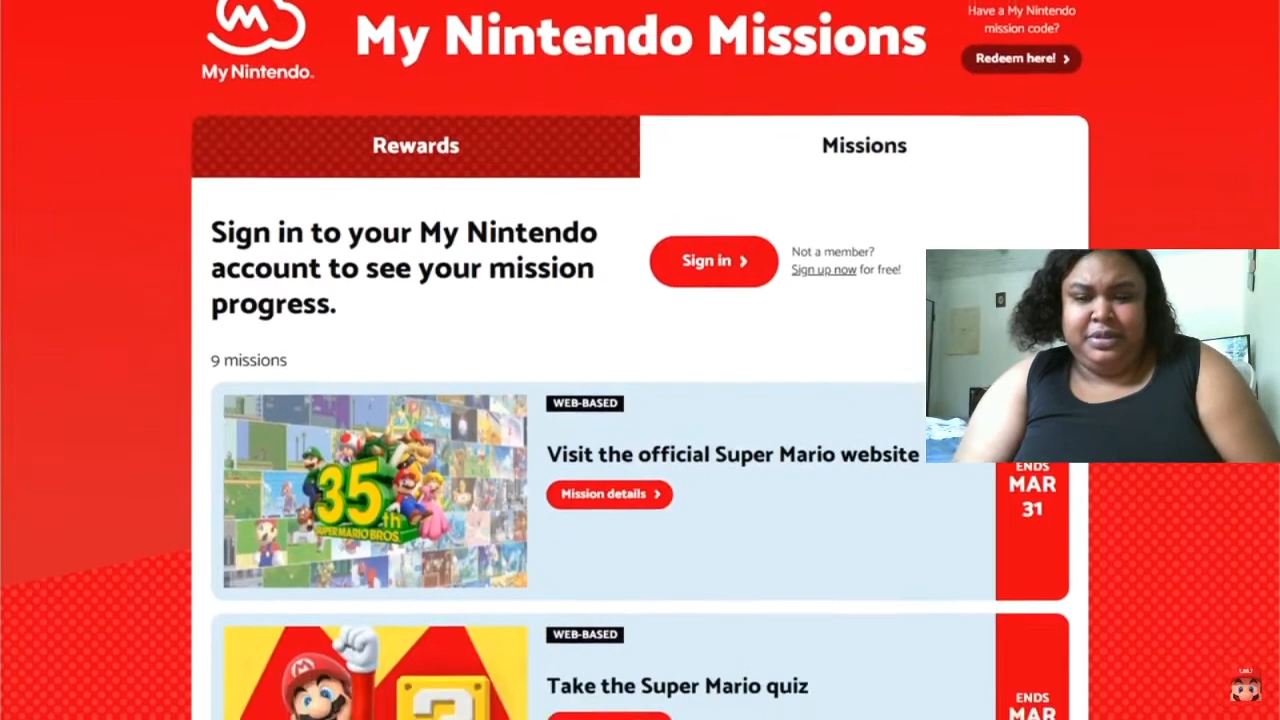 My Nintendo
My Nintendo Missions
Have a My Nintendo
mission code?
Redeem here!
Rewards
Missions
Sign in to your My Nintendo
account to see your mission
progress.
Sign in
Not a member?
Sign up now for free!
9 missions
35th
SUPER MARIO BROS.
WEB-BASED
Visit the official Super Mario website
Mission details
ENDS
MAR
31
WEB-BASED
Take the Super Mario quiz
ENDS
MAR